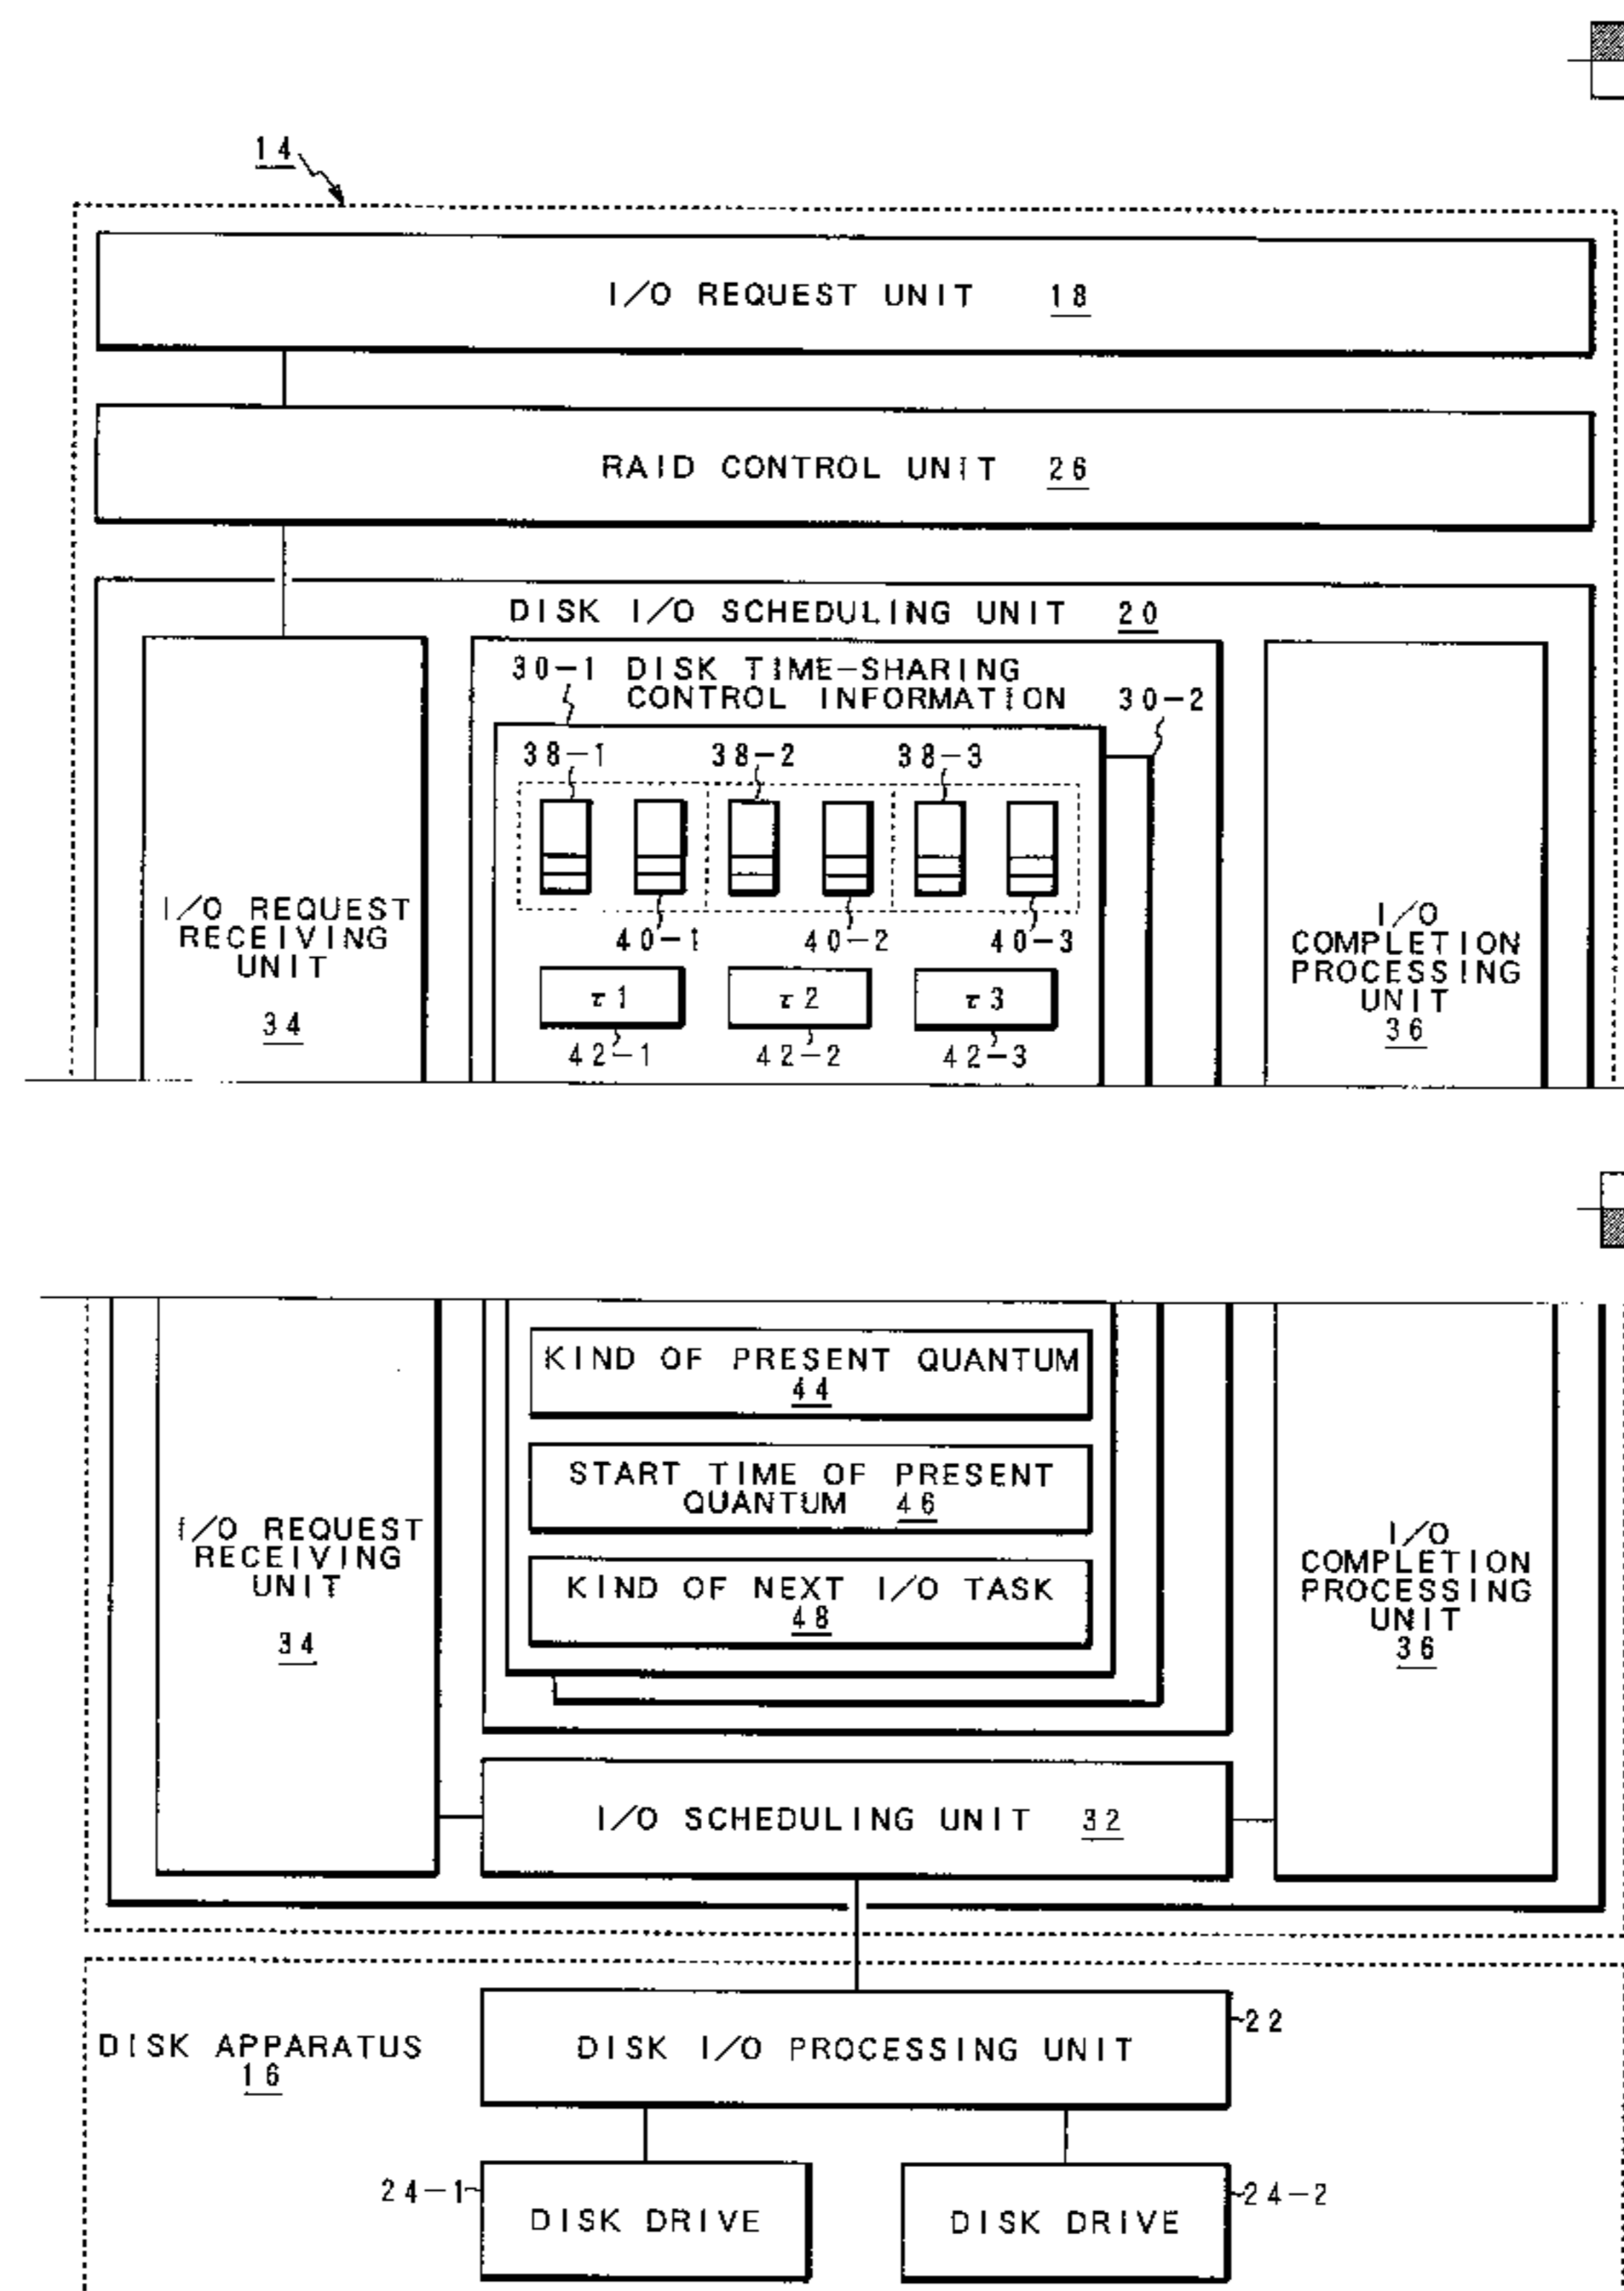 14
I/O REQUEST UNIT 18
RAID CONTROL UNIT 26
DISK I/O SCHEDULING UNIT 20
30-1 DISK TIME-SHARING
CONTROL INFORMATION 30-2
38-1 38-2 38-3
40-1 40-2 40-3
τ1 τ2 τ3
42-1 42-2 42-3
I/O REQUEST
RECEIVING
UNIT
34
I/O
COMPLETION
PROCESSING
UNIT
36
KIND OF PRESENT QUANTUM
44
START TIME OF PRESENT
QUANTUM 46
KIND OF NEXT I/O TASK
48
I/O REQUEST
RECEIVING
UNIT
34
I/O
COMPLETION
PROCESSING
UNIT
36
I/O SCHEDULING UNIT 32
DISK APPARATUS
16
DISK I/O PROCESSING UNIT
22
24-1
DISK DRIVE
DISK DRIVE
24-2